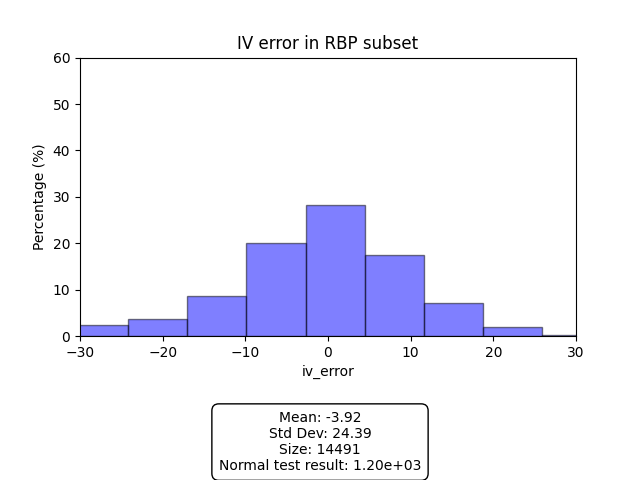 IV error in RBP subset
60
50
40
30
20
10
0
Percentage (%)
−30
−20
−10
0
10
20
30
iv_error
Mean: -3.92
Std Dev: 24.39
Size: 14491
Normal test result: 1.20e+03